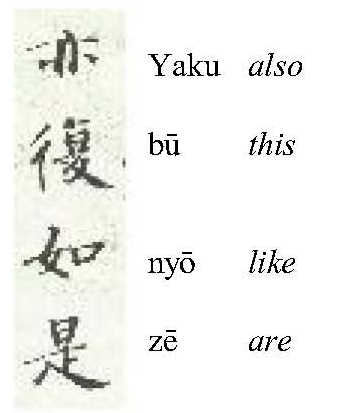 亦 Yaku also
復 bū this
如 nyō like
是 zē are